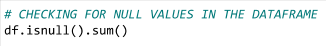 # CHECKING FOR NULL VALUES IN THE DATAFRAME
df.isnull().sum()